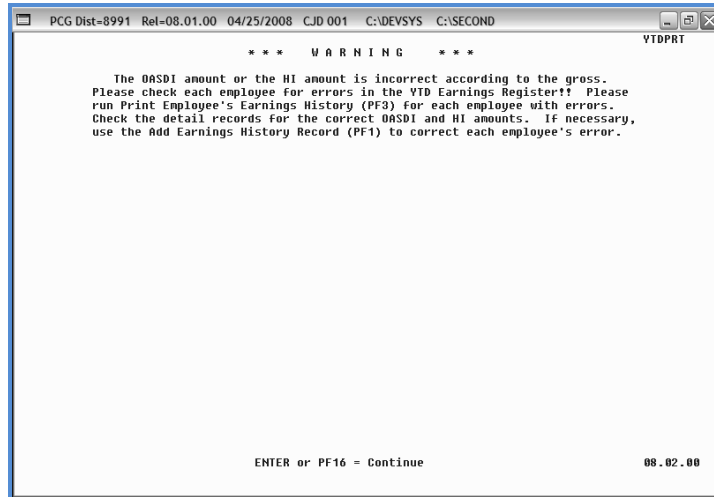 PCG Dist=8991 Rel=08.01.00 04/25/2008 CJD 001 C:\DEVSYS C:\SECOND
YTDPRT
* * * W A R N I N G * * *
The OASDI amount or the HI amount is incorrect according to the gross.
Please check each employee for errors in the YTD Earnings Register!! Please
run Print Employee's Earnings History (PF3) for each employee with errors.
Check the detail records for the correct OASDI and HI amounts. If necessary,
use the Add Earnings History Record (PF1) to correct each employee's error.
ENTER or PF16 = Continue 08.02.00